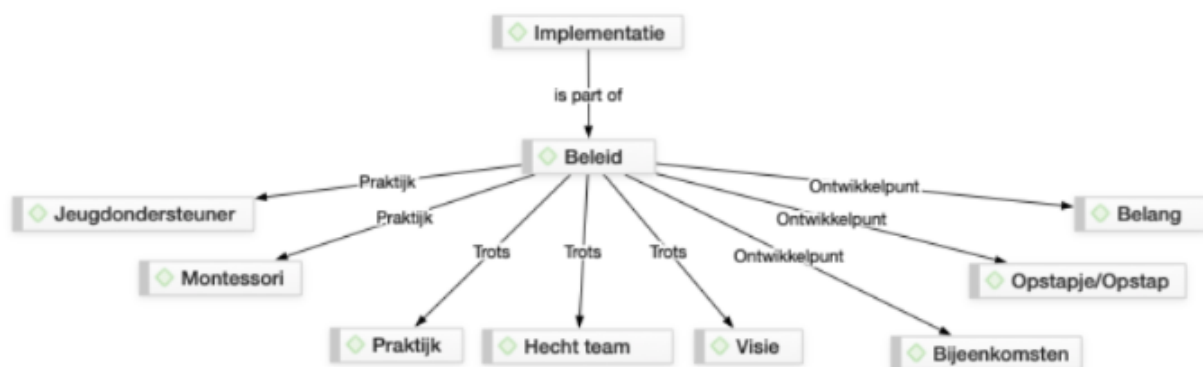 Implementatie
is part of
Beleid
Praktijk
Ontwikkelpunt
Jeugdondersteuner
Praktijk
Ontwikkelpunt
Belang
Trots
Trots
Trots
Ontwikkelpunt
Montessori
Opstapje/Opstap
Praktijk
Hecht team
Visie
Bijeenkomsten